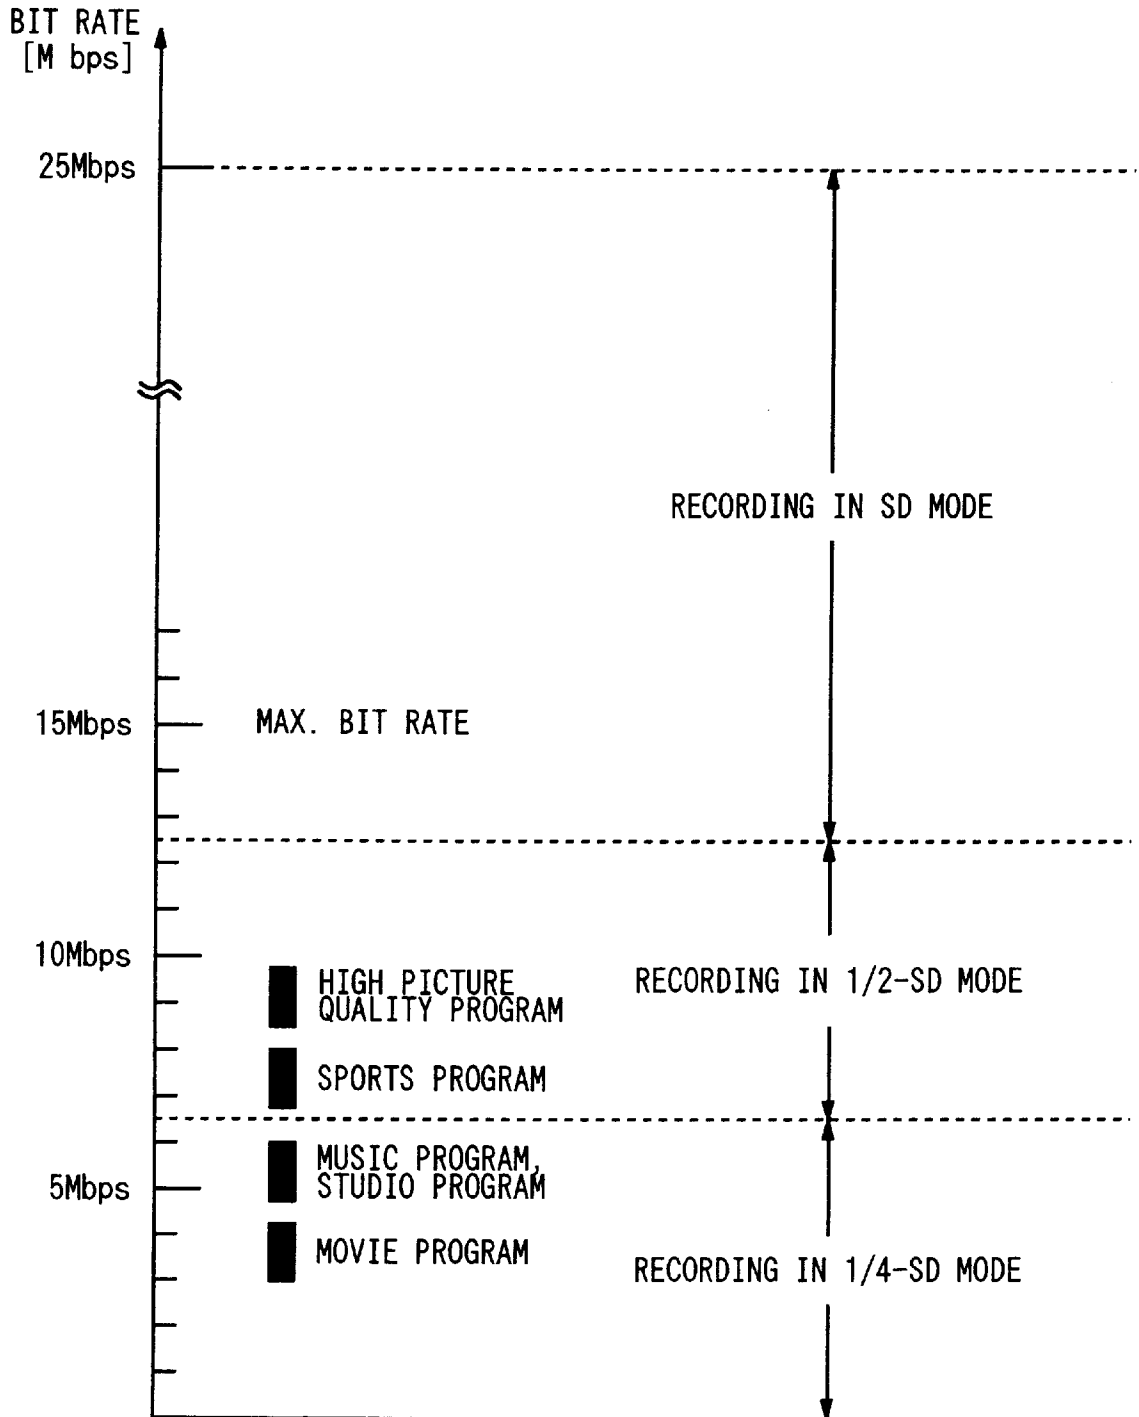 BIT RATE
[M bps]
25Mbps
RECORDING IN SD MODE
15Mbps
MAX. BIT RATE
10Mbps
HIGH PICTURE
QUALITY PROGRAM
RECORDING IN 1/2-SD MODE
SPORTS PROGRAM
MUSIC PROGRAM,
STUDIO PROGRAM
5Mbps
MOVIE PROGRAM
RECORDING IN 1/4-SD MODE